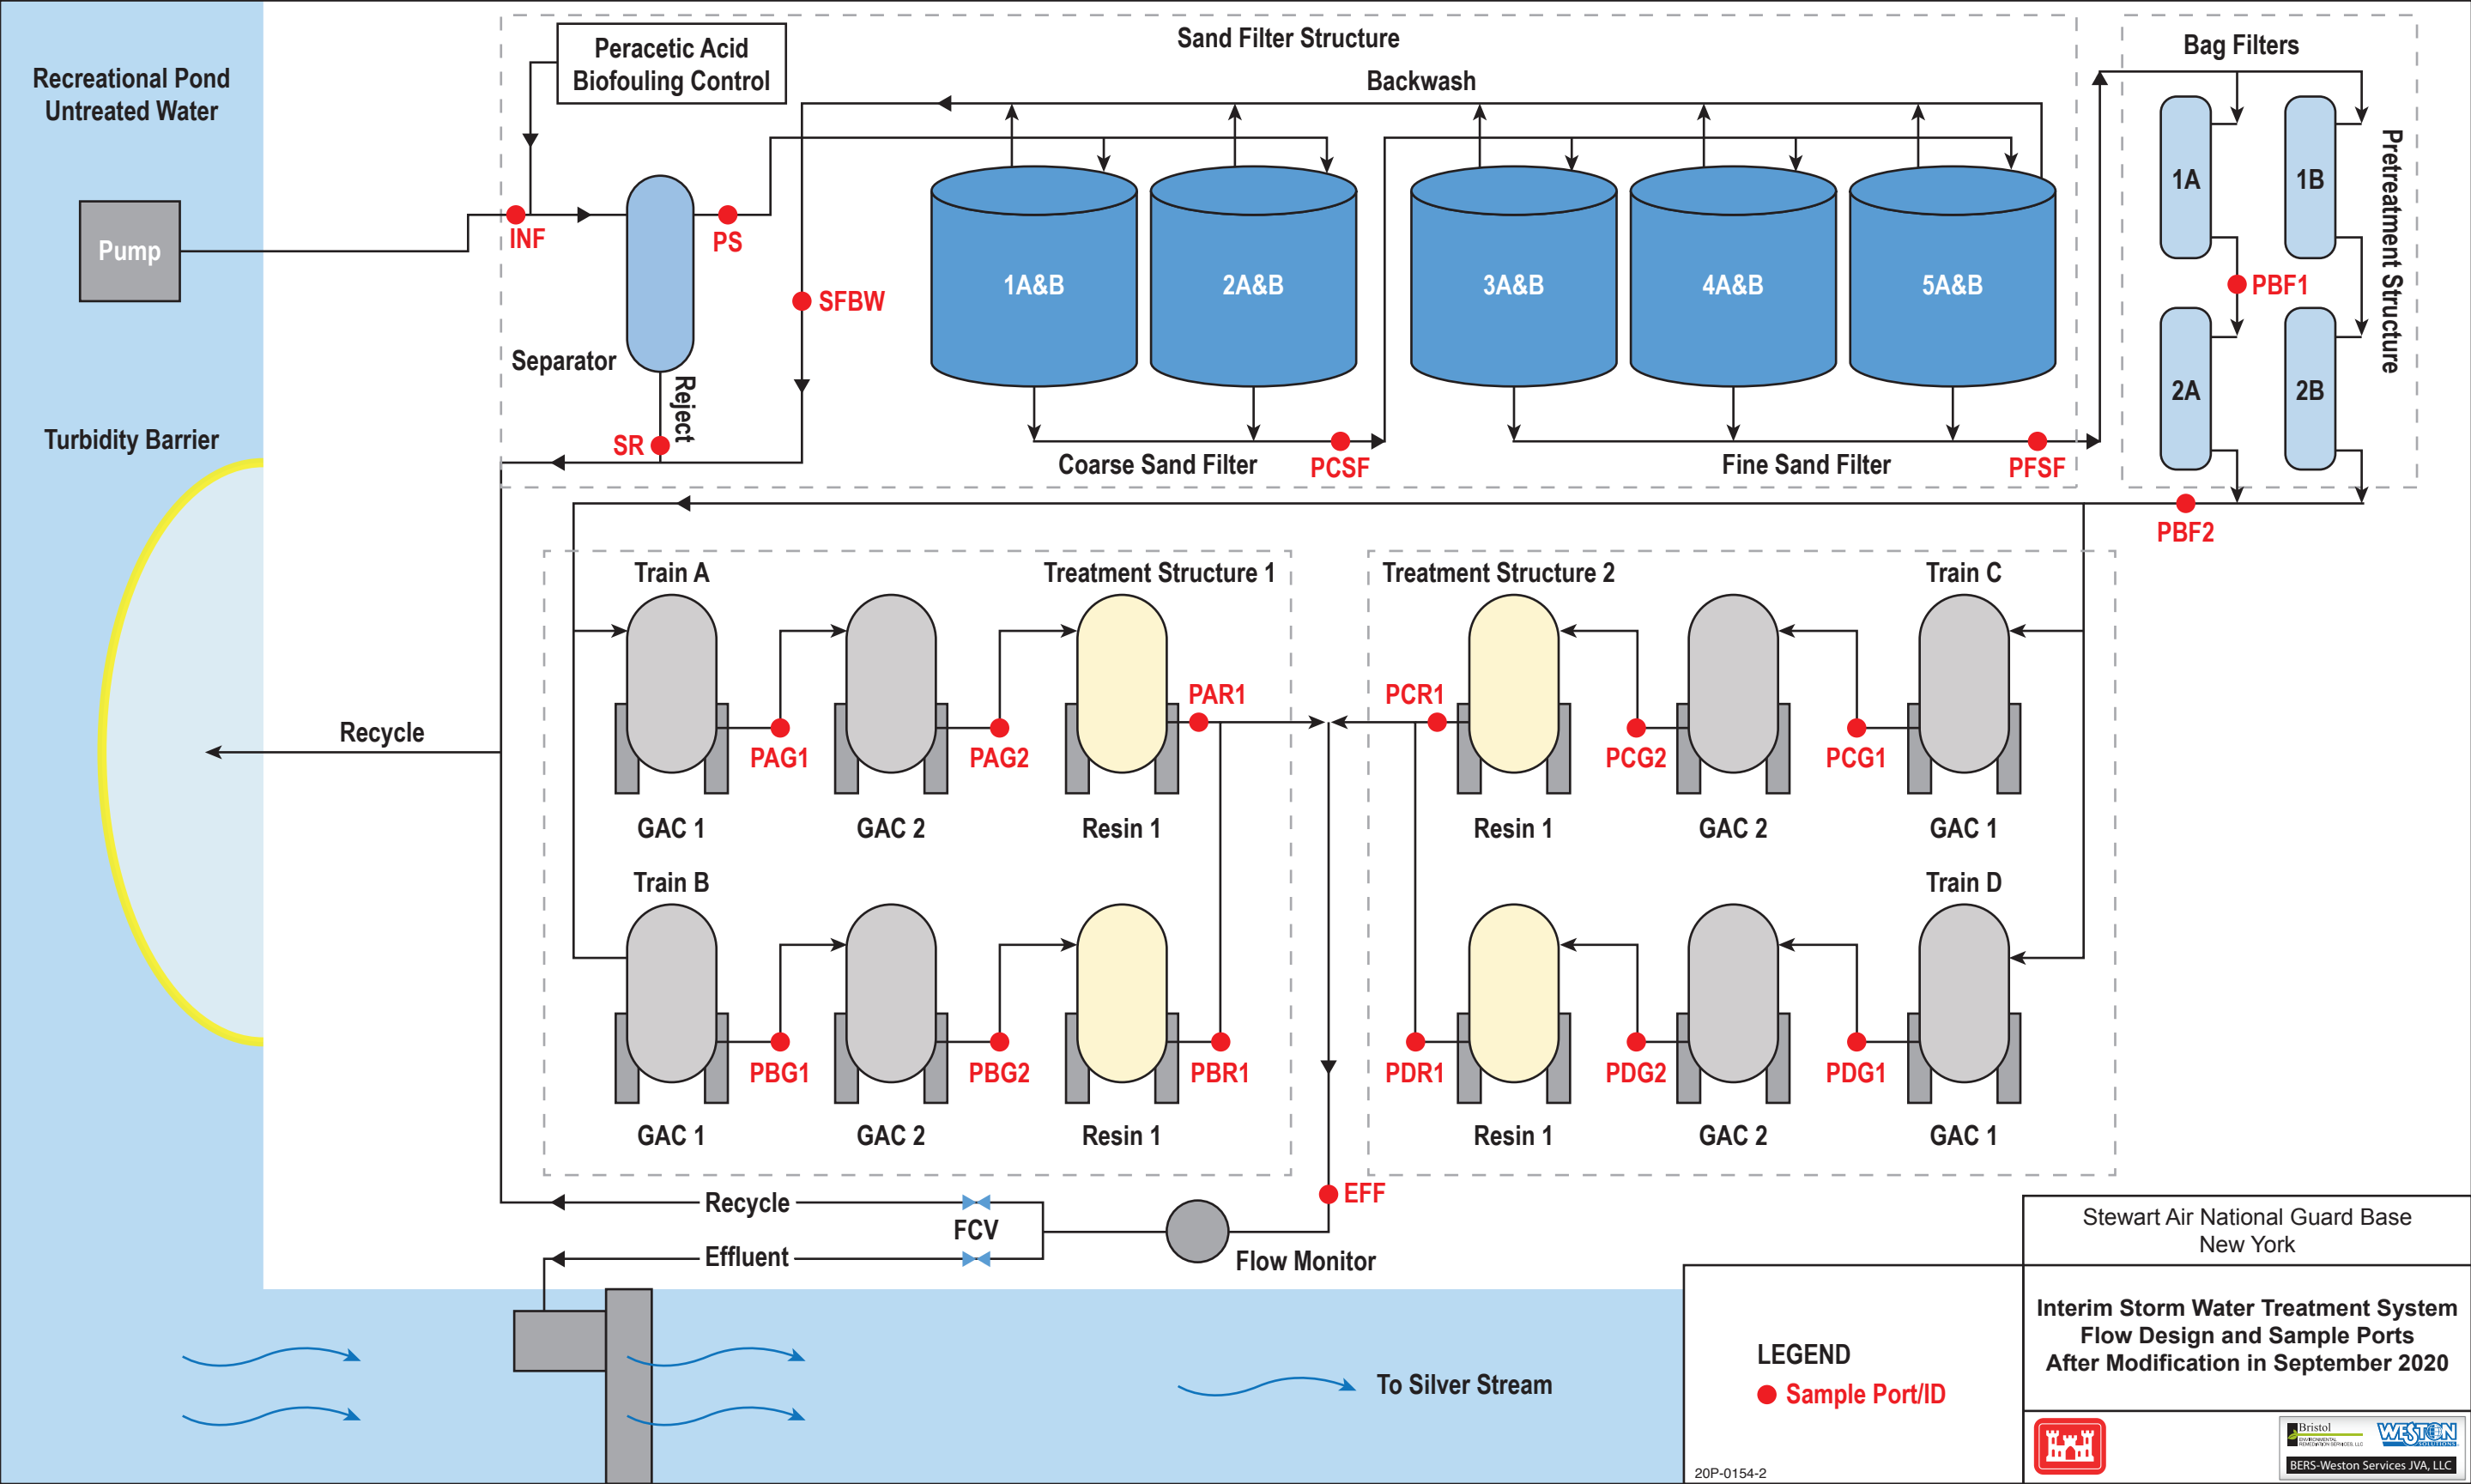 Recreational Pond
Untreated Water
Pump
Turbidity Barrier
Peracetic Acid
Biofouling Control
Sand Filter Structure
Backwash
INF
PS
SFBW
Separator
Reject
SR
1A&B
2A&B
3A&B
4A&B
5A&B
Coarse Sand Filter
PCSF
Fine Sand Filter
PFSF
Bag Filters
Pretreatment Structure
1A
1B
PBF1
2A
2B
PBF2
Recycle
Train A
Treatment Structure 1
PAG1
PAG2
PAR1
GAC 1
GAC 2
Resin 1
Train B
PBG1
PBG2
PBR1
GAC 1
GAC 2
Resin 1
Treatment Structure 2
Train C
PCR1
PCG2
PCG1
Resin 1
GAC 2
GAC 1
Train D
PDR1
PDG2
PDG1
Resin 1
GAC 2
GAC 1
EFF
Recycle
FCV
Effluent
Flow Monitor
To Silver Stream
LEGEND
Sample Port/ID
20P-0154-2
Stewart Air National Guard Base
New York
Interim Storm Water Treatment System
Flow Design and Sample Ports
After Modification in September 2020
Bristol
ENVIRONMENTAL
REMEDIATION SERVICES, LLC
WESTON
SOLUTIONS
BERS-Weston Services JVA, LLC